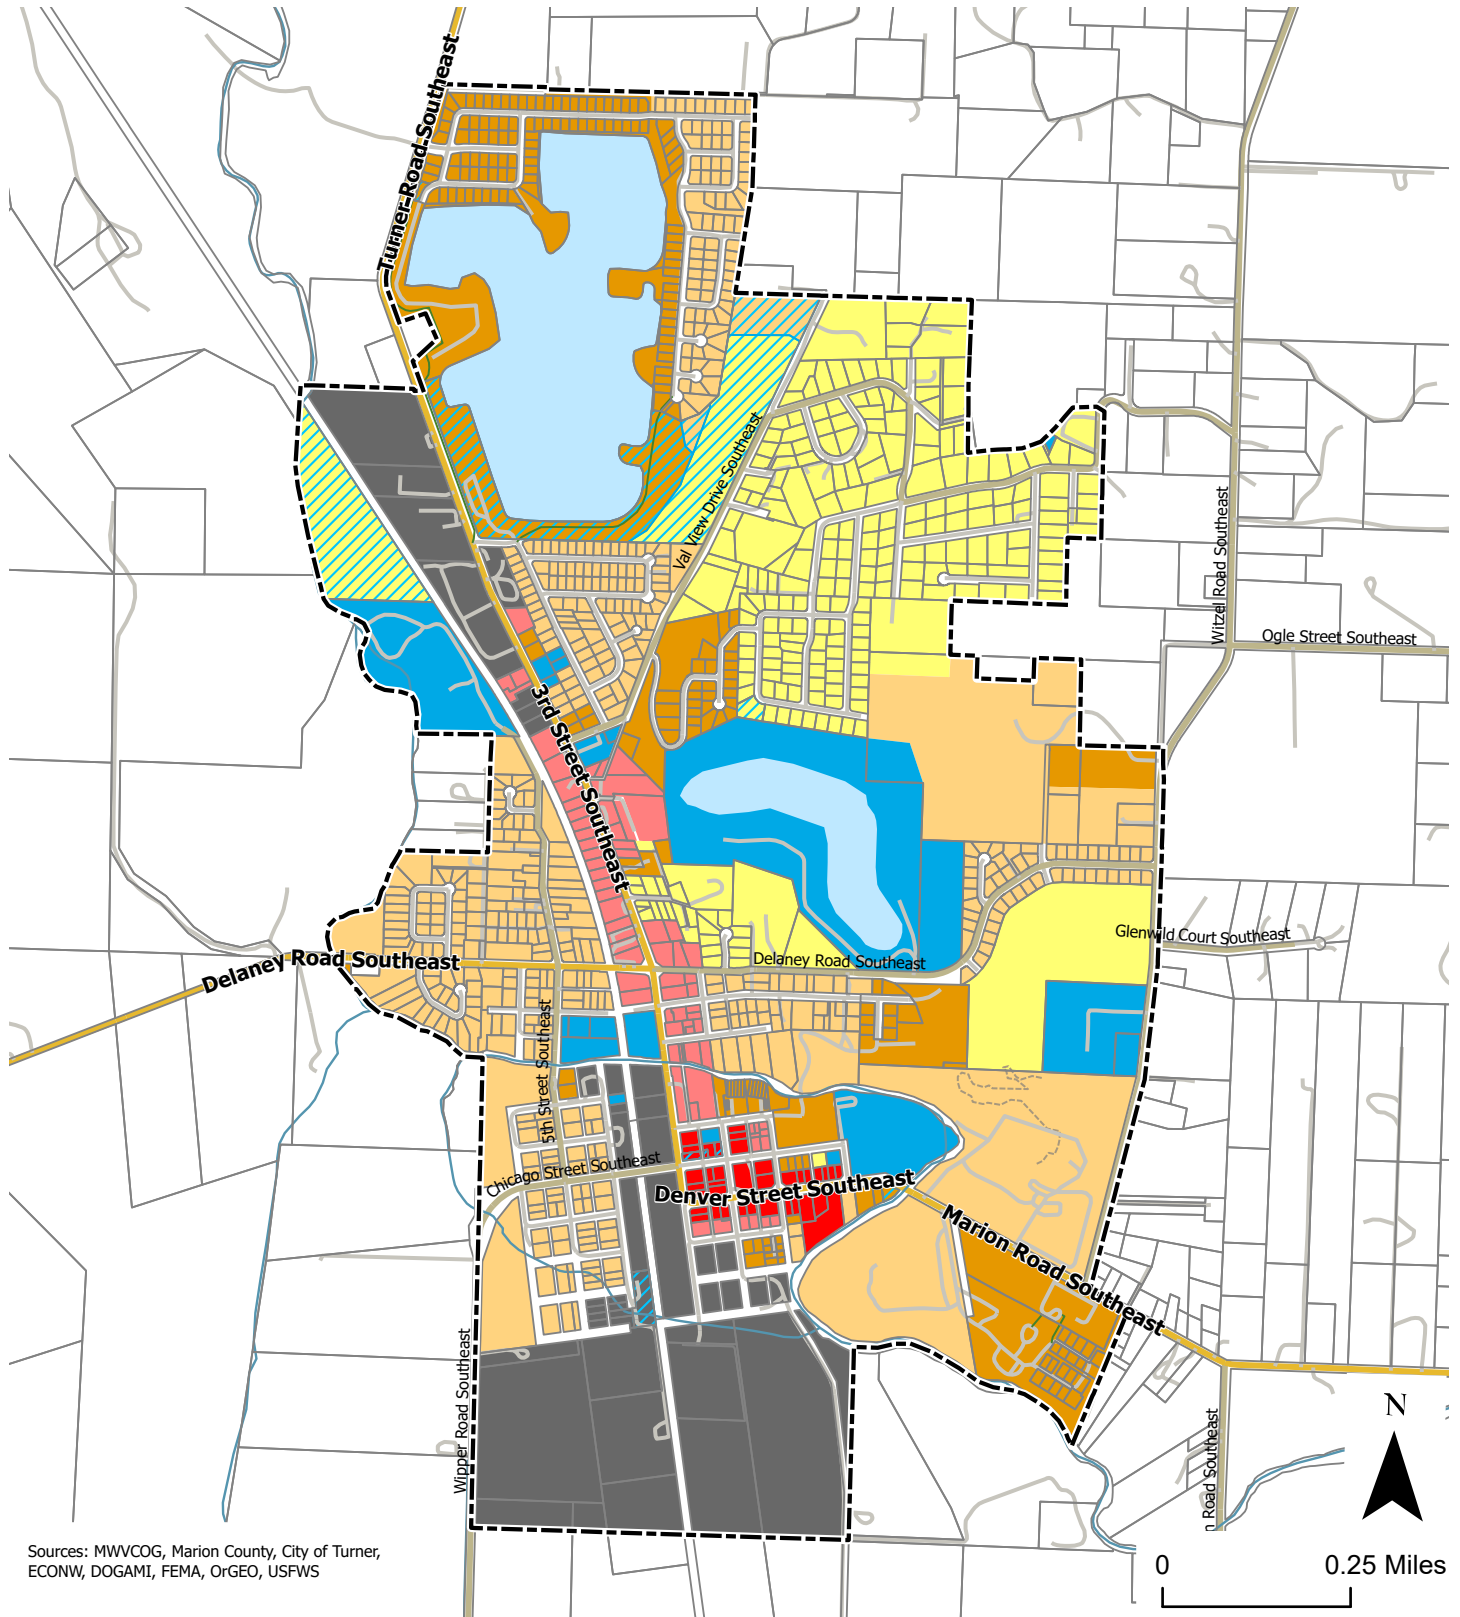 Turner Road Southeast
Val View Drive Southeast
Witzel Road Southeast
Ogle Street Southeast
3rd Street Southeast
Glenwild Court Southeast
Delaney Road Southeast
Delaney Road Southeast
5th Street Southeast
Chicago Street Southeast
Denver Street Southeast
Marion Road Southeast
Wipper Road Southeast
n Road Southeast
N
Sources: MWVCOG, Marion County, City of Turner,
ECONW, DOGAMI, FEMA, OrGEO, USFWS
0 0.25 Miles